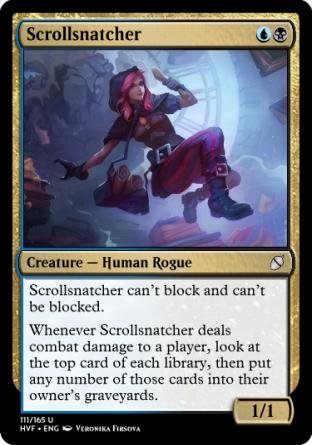 Scrollsnatcher
Creature — Human Rogue
Scrollsnatcher can't block and can't
be blocked.
Whenever Scrollsnatcher deals
combat damage to a player, look at
the top card of each library, then put
any number of those cards into their
owner's graveyards.
1/1
111/165 U
HVF • ENG Veronika Firsova